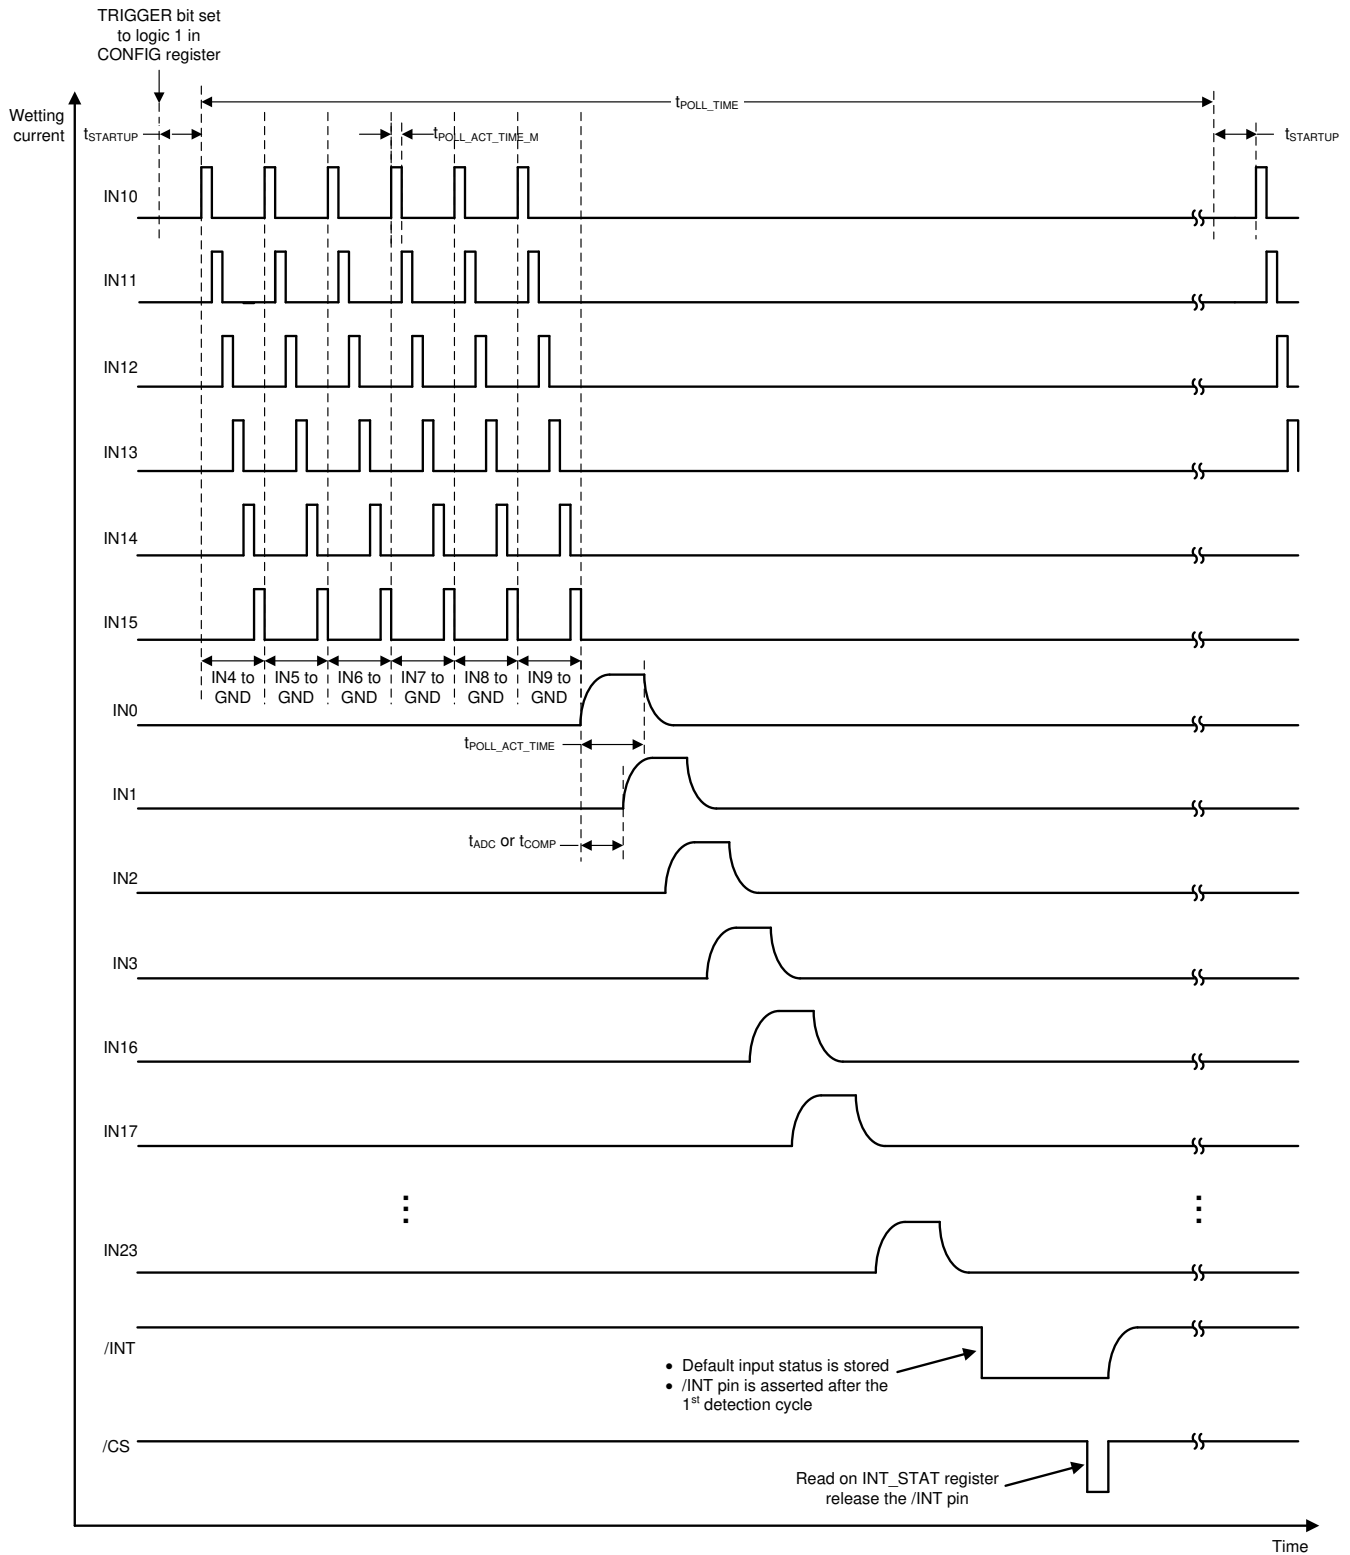 TRIGGER bit set
to logic 1 in
CONFIG register
Wetting
current
tPOLL_TIME
tSTARTUP
tPOLL_ACT_TIME_M
tSTARTUP
IN10
IN11
IN12
IN13
IN14
IN15
IN4 to
GND
IN5 to
GND
IN6 to
GND
IN7 to
GND
IN8 to
GND
IN9 to
GND
IN0
tPOLL_ACT_TIME
IN1
tADC or tCOMP
IN2
IN3
IN16
IN17
IN23
/INT
• Default input status is stored
• /INT pin is asserted after the
1st detection cycle
/CS
Read on INT_STAT register
release the /INT pin
Time